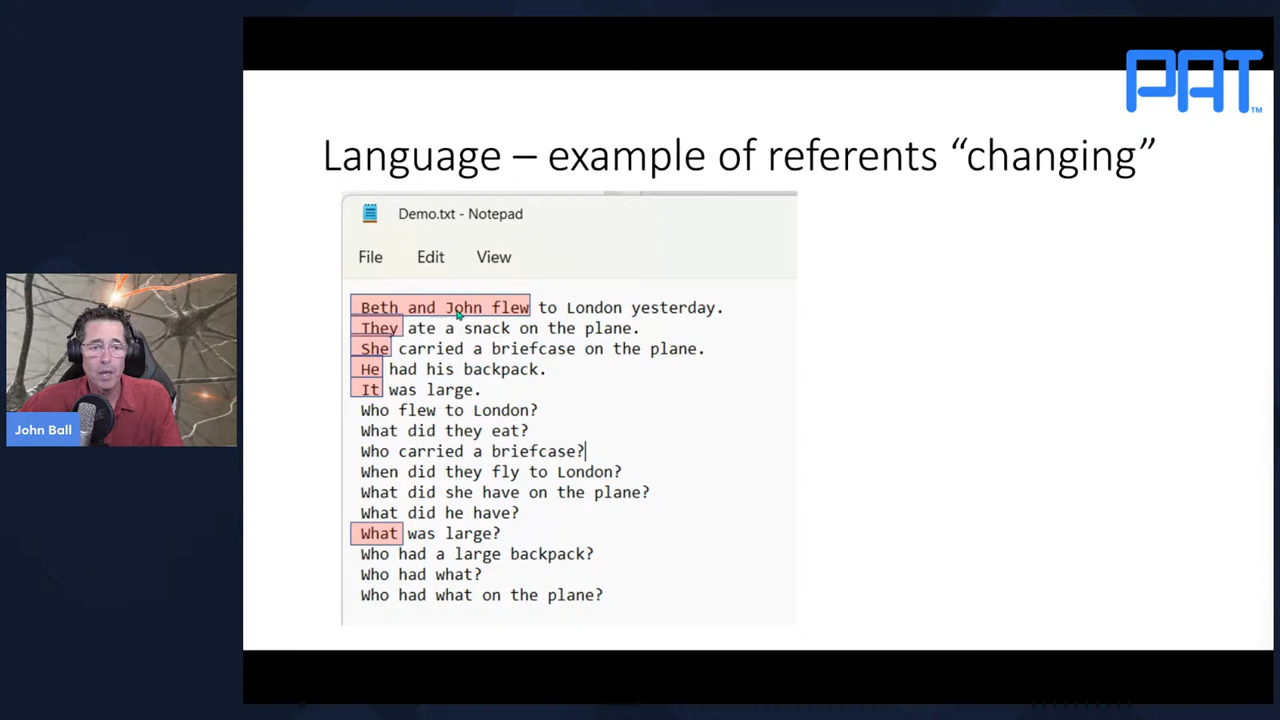 PAT™
Language – example of referents “changing”
Demo.txt - Notepad
File Edit View
Beth and John flew to London yesterday.
They ate a snack on the plane.
She carried a briefcase on the plane.
He had his backpack.
It was large.
Who flew to London?
What did they eat?
Who carried a briefcase?
When did they fly to London?
What did she have on the plane?
What did he have?
What was large?
Who had a large backpack?
Who had what?
Who had what on the plane?
John Ball